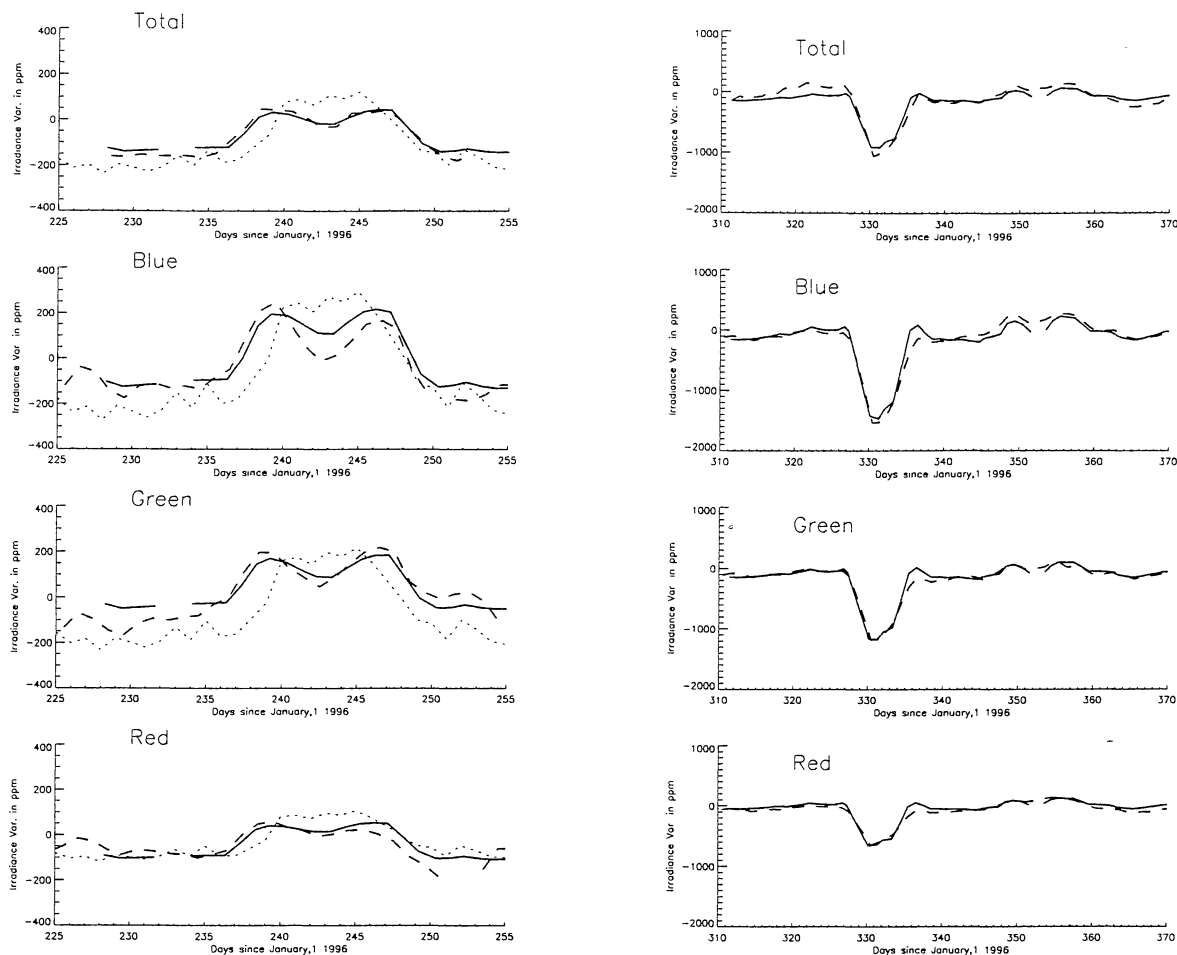 Total
Irradiance Var. in ppm
400
200
0
−200
−400
225 230 235 240 245 250 255
Days since January,1 1996
Blue
Irradiance Var. in ppm
400
200
0
−200
−400
225 230 235 240 245 250 255
Days since January,1 1996
Green
Irradiance Var. in ppm
400
200
0
−200
−400
225 230 235 240 245 250 255
Days since January,1 1996
Red
Irradiance Var. in ppm
400
200
0
−200
−400
225 230 235 240 245 250 255
Days since January,1 1996
Total
Irradiance Var. in ppm
1000
0
−1000
−2000
310 320 330 340 350 360 370
Days since January,1 1996
Blue
Irradiance Var. in ppm
1000
0
−1000
−2000
310 320 330 340 350 360 370
Days since January,1 1996
Green
Irradiance Var. in ppm
1000
0
−1000
−2000
310 320 330 340 350 360 370
Days since January,1 1996
Red
Irradiance Var. in ppm
1000
0
−1000
−2000
310 320 330 340 350 360 370
Days since January,1 1996